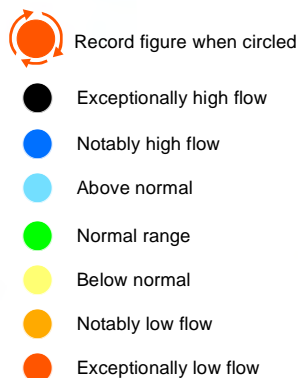 Record figure when circled
Exceptionally high flow
Notably high flow
Above normal
Normal range
Below normal
Notably low flow
Exceptionally low flow